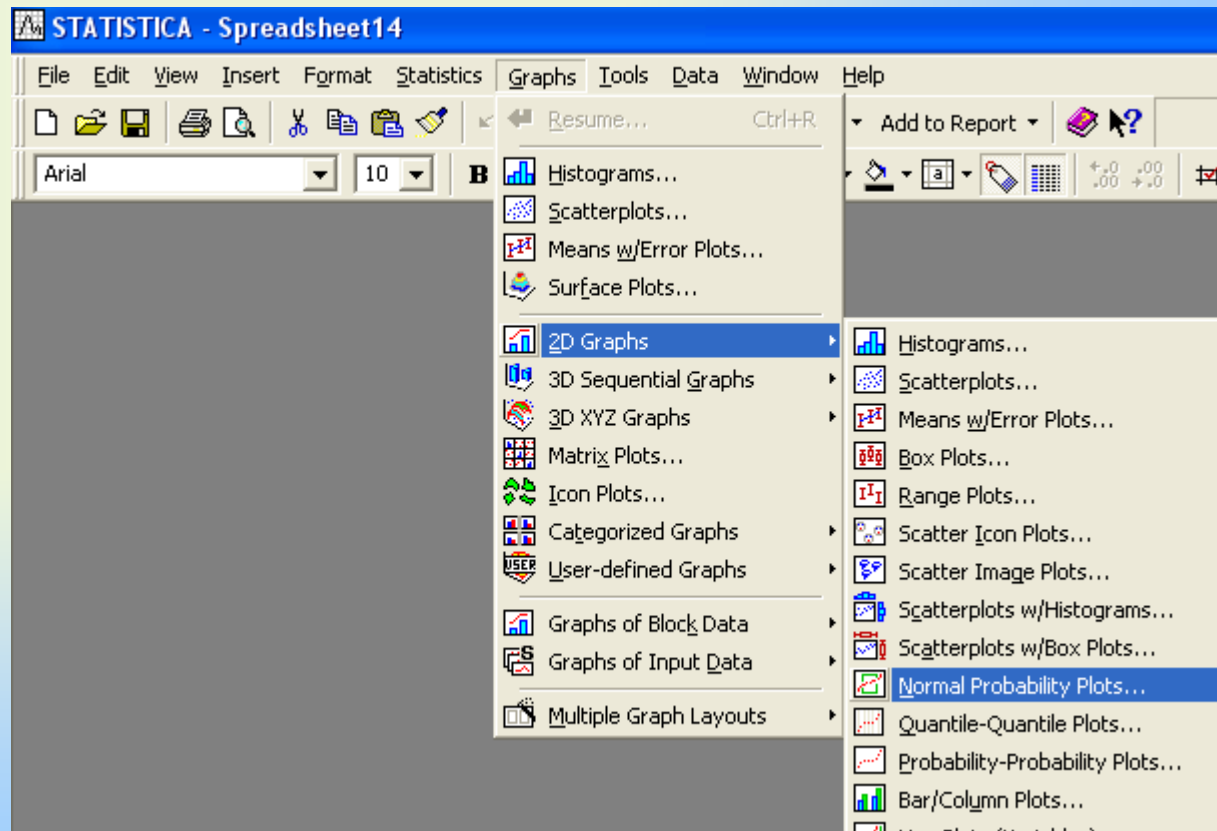 STATISTICA - Spreadsheet14
File Edit View Insert Format Statistics Graphs Tools Data Window Help
Resume... Ctrl+R
Add to Report
Arial 10 B
Histograms...
Scatterplots...
Means w/Error Plots...
Surface Plots...
2D Graphs
3D Sequential Graphs
3D XYZ Graphs
Matrix Plots...
Icon Plots...
Categorized Graphs
User-defined Graphs
Graphs of Block Data
Graphs of Input Data
Multiple Graph Layouts
Histograms...
Scatterplots...
Means w/Error Plots...
Box Plots...
Range Plots...
Scatter Icon Plots...
Scatter Image Plots...
Scatterplots w/Histograms...
Scatterplots w/Box Plots...
Normal Probability Plots...
Quantile-Quantile Plots...
Probability-Probability Plots...
Bar/Column Plots...